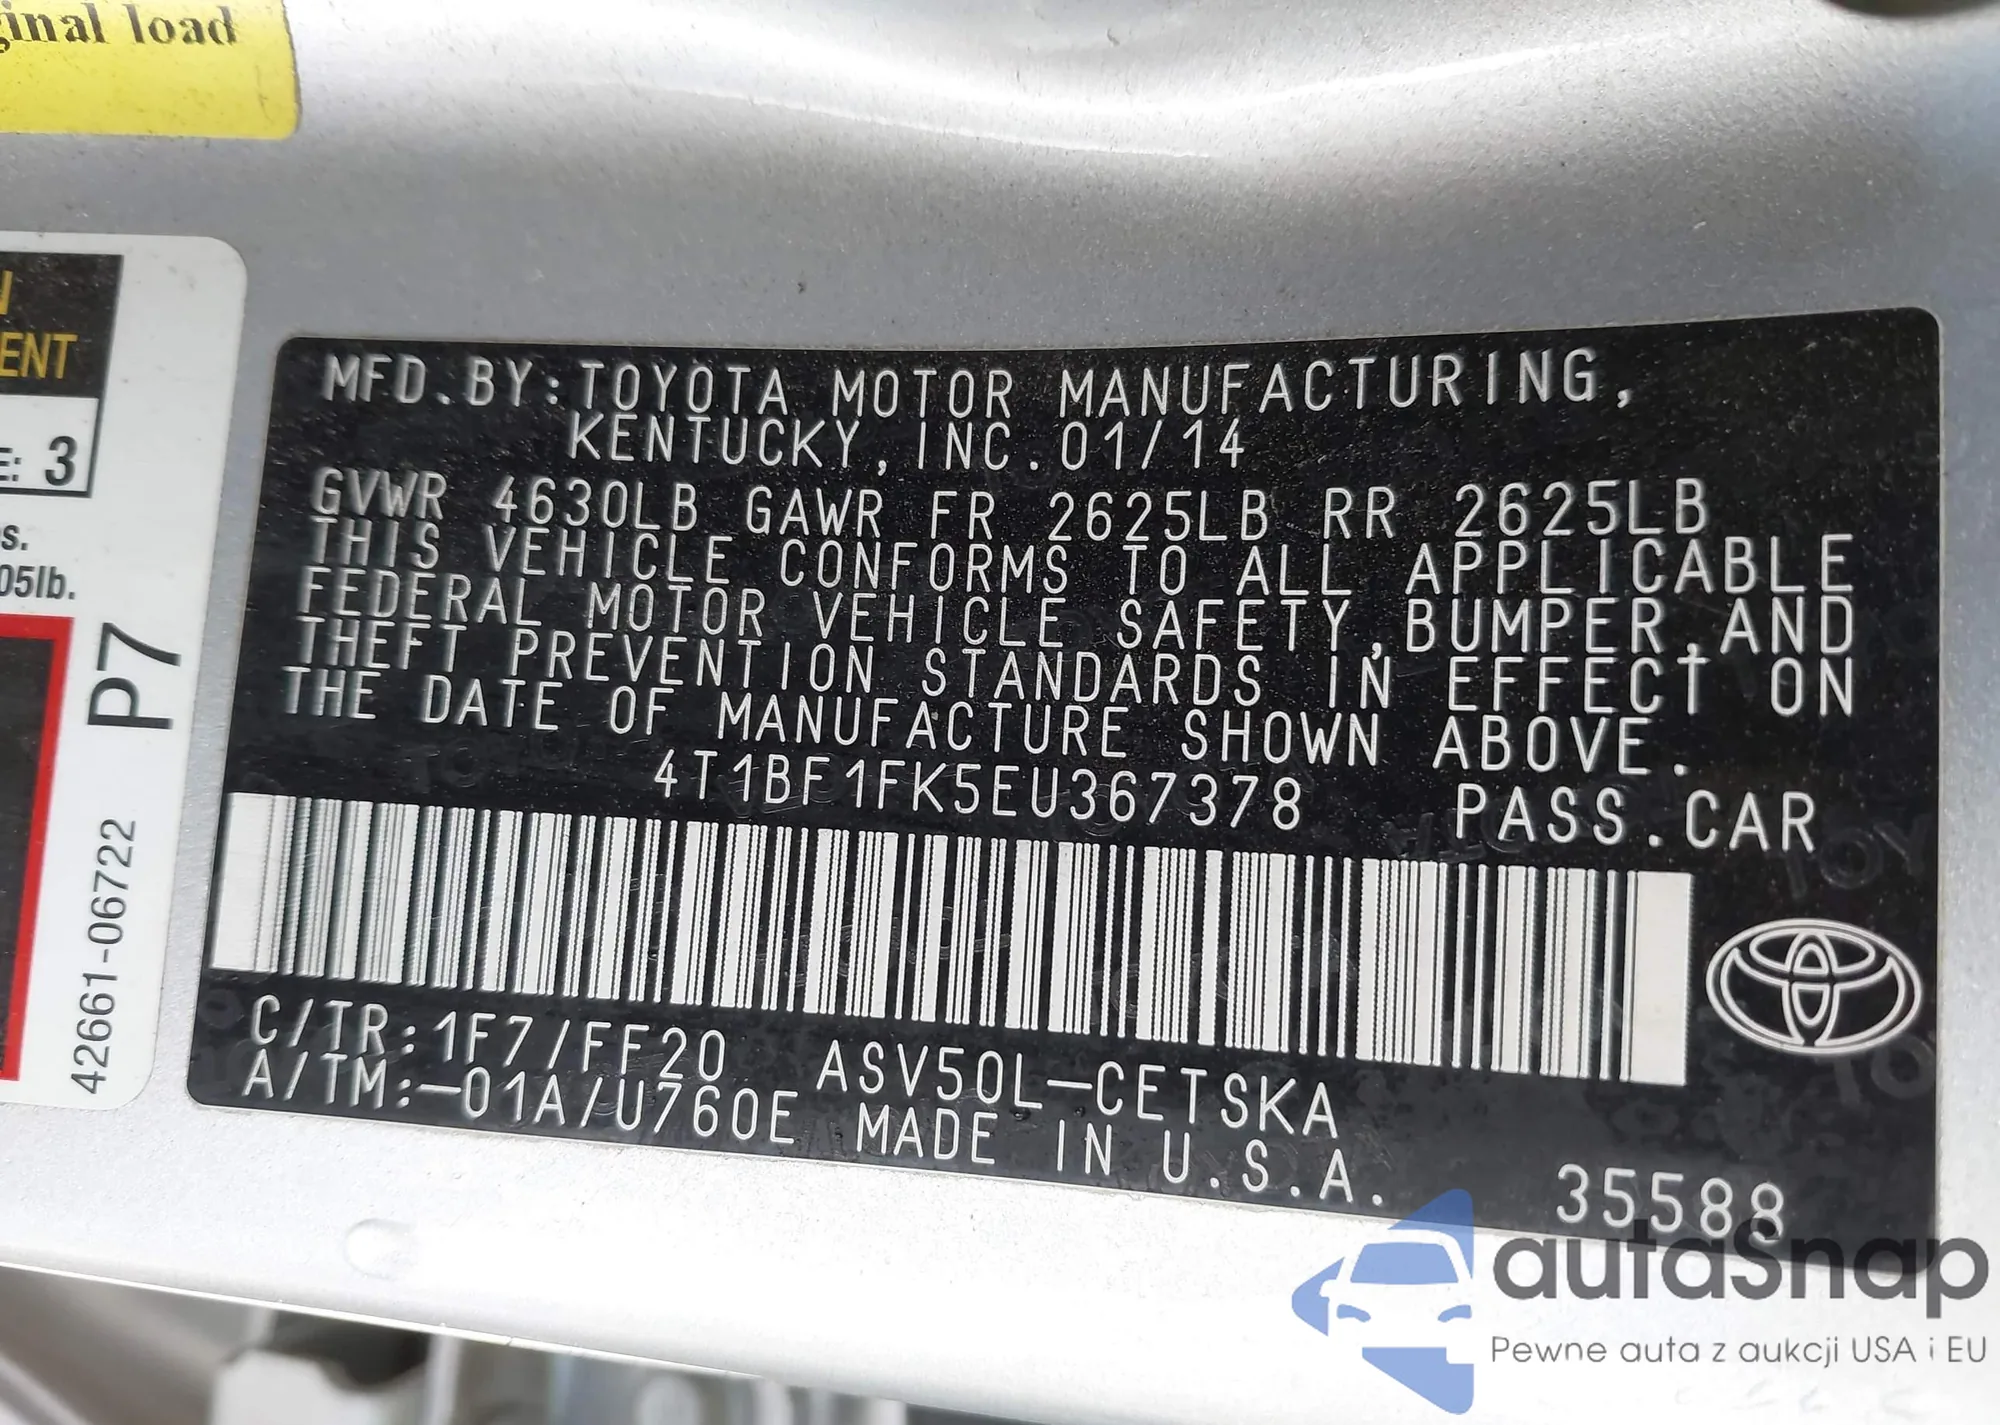 ginal load
ENT
E: 3
s.
05lb.
P7
42661-06722
MFD.BY:TOYOTA MOTOR MANUFACTURING,
KENTUCKY,INC.01/14
GVWR 4630LB GAWR FR 2625LB RR 2625LB
THIS VEHICLE CONFORMS TO ALL APPLICABLE
FEDERAL MOTOR VEHICLE SAFETY,BUMPER,AND
THEFT PREVENTION STANDARDS IN EFFECT ON
THE DATE OF MANUFACTURE SHOWN ABOVE.
4T1BF1FK5EU367378 PASS.CAR
C/TR:1F7/FF20 ASV50L-CETSKA
A/TM:-01A/U760E MADE IN U.S.A.
35588
autaSnap
Pewne auta z aukcji USA i EU